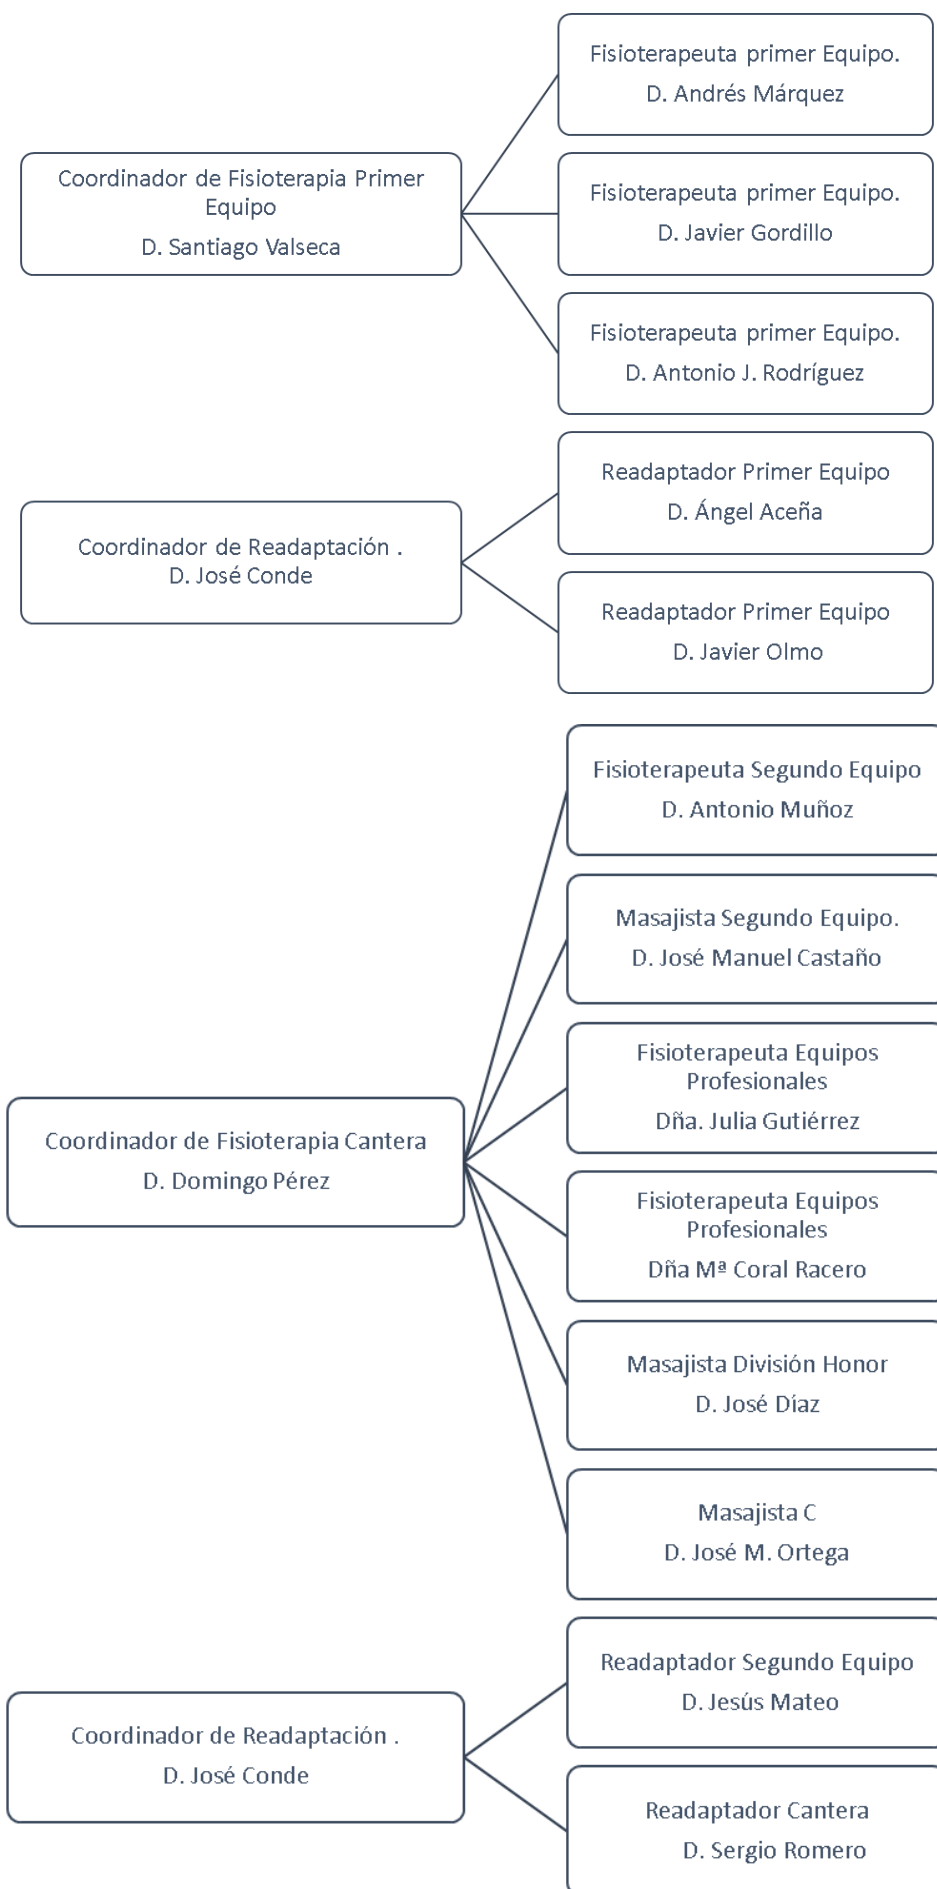 Fisioterapeuta primer Equipo.
D. Andrés Márquez
Coordinador de Fisioterapia Primer
Equipo
D. Santiago Valseca
Fisioterapeuta primer Equipo.
D. Javier Gordillo
Fisioterapeuta primer Equipo.
D. Antonio J. Rodríguez
Readaptador Primer Equipo
D. Ángel Aceña
Coordinador de Readaptación .
D. José Conde
Readaptador Primer Equipo
D. Javier Olmo
Fisioterapeuta Segundo Equipo
D. Antonio Muñoz
Masajista Segundo Equipo.
D. José Manuel Castaño
Fisioterapeuta Equipos
Profesionales
Dña. Julia Gutiérrez
Coordinador de Fisioterapia Cantera
D. Domingo Pérez
Fisioterapeuta Equipos
Profesionales
Dña Mª Coral Racero
Masajista División Honor
D. José Díaz
Masajista C
D. José M. Ortega
Readaptador Segundo Equipo
D. Jesús Mateo
Coordinador de Readaptación .
D. José Conde
Readaptador Cantera
D. Sergio Romero